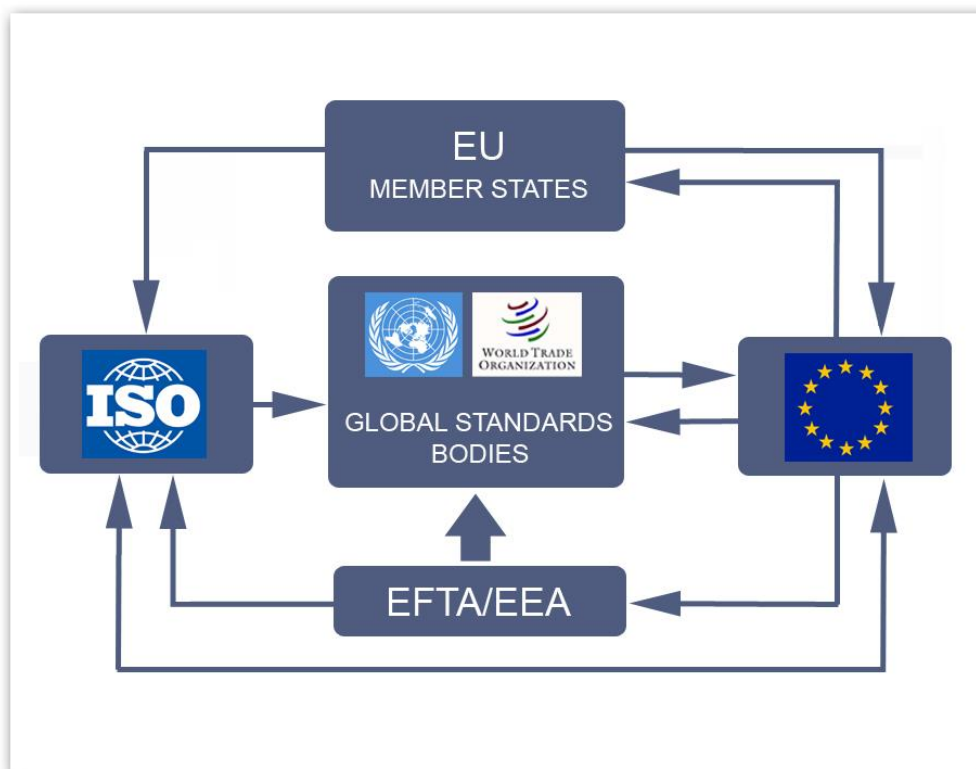 EU
MEMBER STATES
ISO
WORLD TRADE
ORGANIZATION
GLOBAL STANDARDS
BODIES
EFTA/EEA